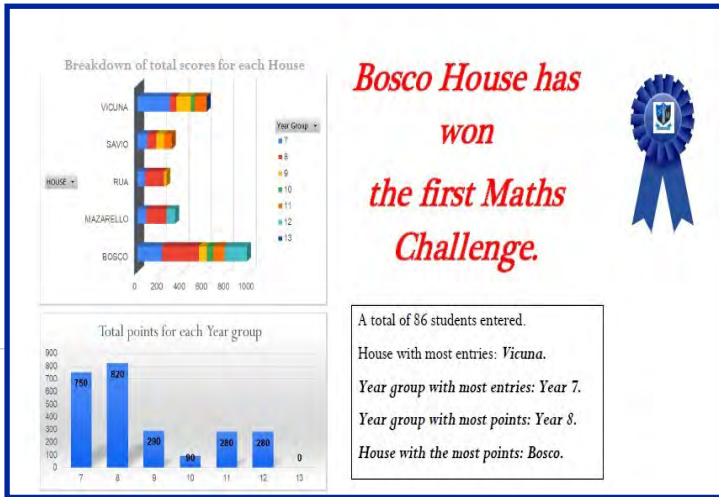 Breakdown of total scores for each House
VICUNA
SAVIO
RUA
MAZARELLO
BOSCO
HOUSE
0 200 400 600 800 1000
Year Group
7
8
9
10
11
12
13
Bosco House has
won
the first Maths
Challenge.
Total points for each Year group
900
800
700
600
500
400
300
200
100
0
750
820
290
90
280
280
0
7 8 9 10 11 12 13
A total of 86 students entered.
House with most entries: Vicuna.
Year group with most entries: Year 7.
Year group with most points: Year 8.
House with the most points: Bosco.